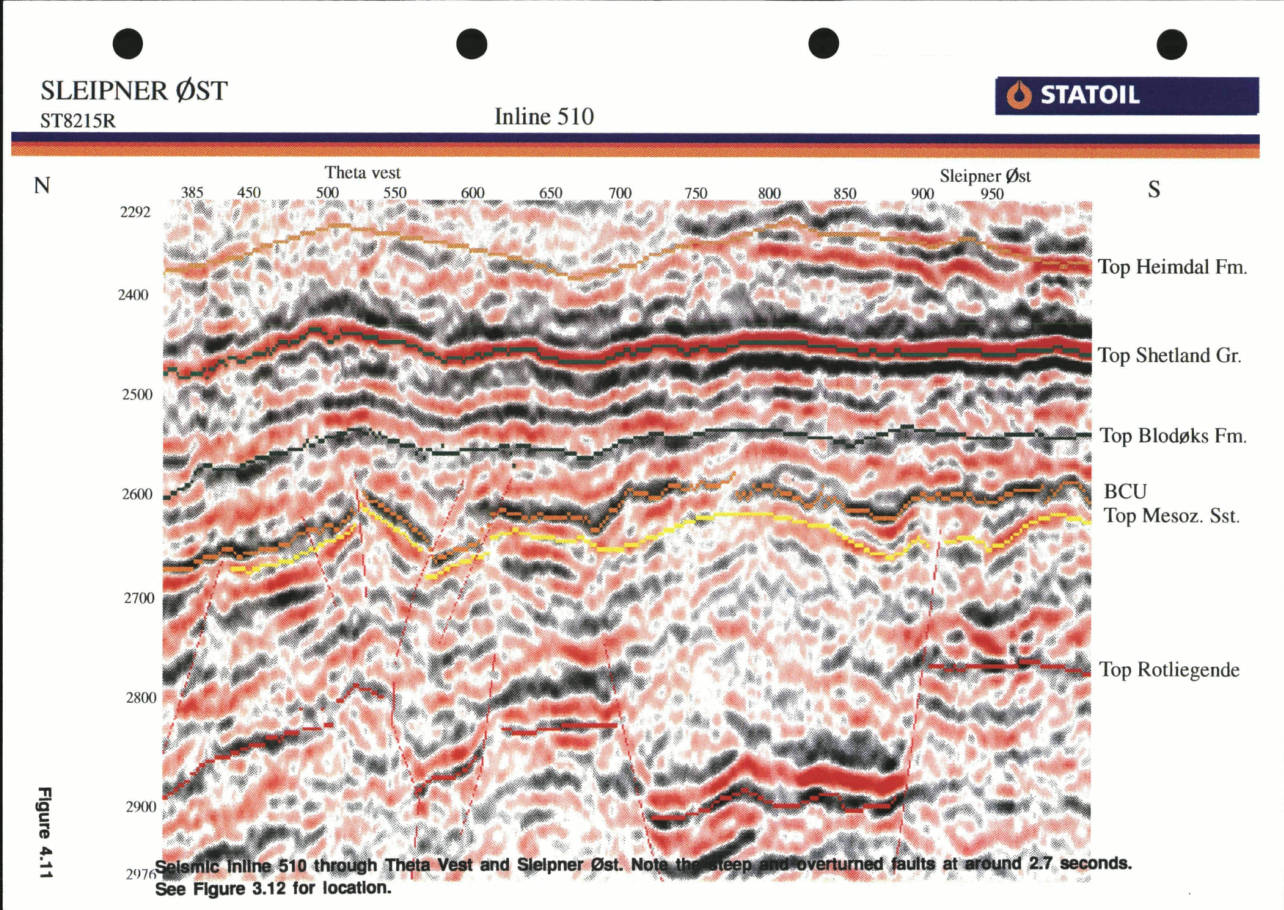 SLEIPNER ØST
ST8215R
Inline 510
STATOIL
N
Theta vest
Sleipner Øst
S
385 450 500 550 600 650 700 750 800 850 900 950
2292
2400
2500
2600
2700
2800
2900
2976
Top Heimdal Fm.
Top Shetland Gr.
Top Blodøks Fm.
BCU
Top Mesoz. Sst.
Top Rotliegende
Figure 4.11
Seismic inline 510 through Theta Vest and Sleipner Øst. Note the steep and overturned faults at around 2.7 seconds.
See Figure 3.12 for location.